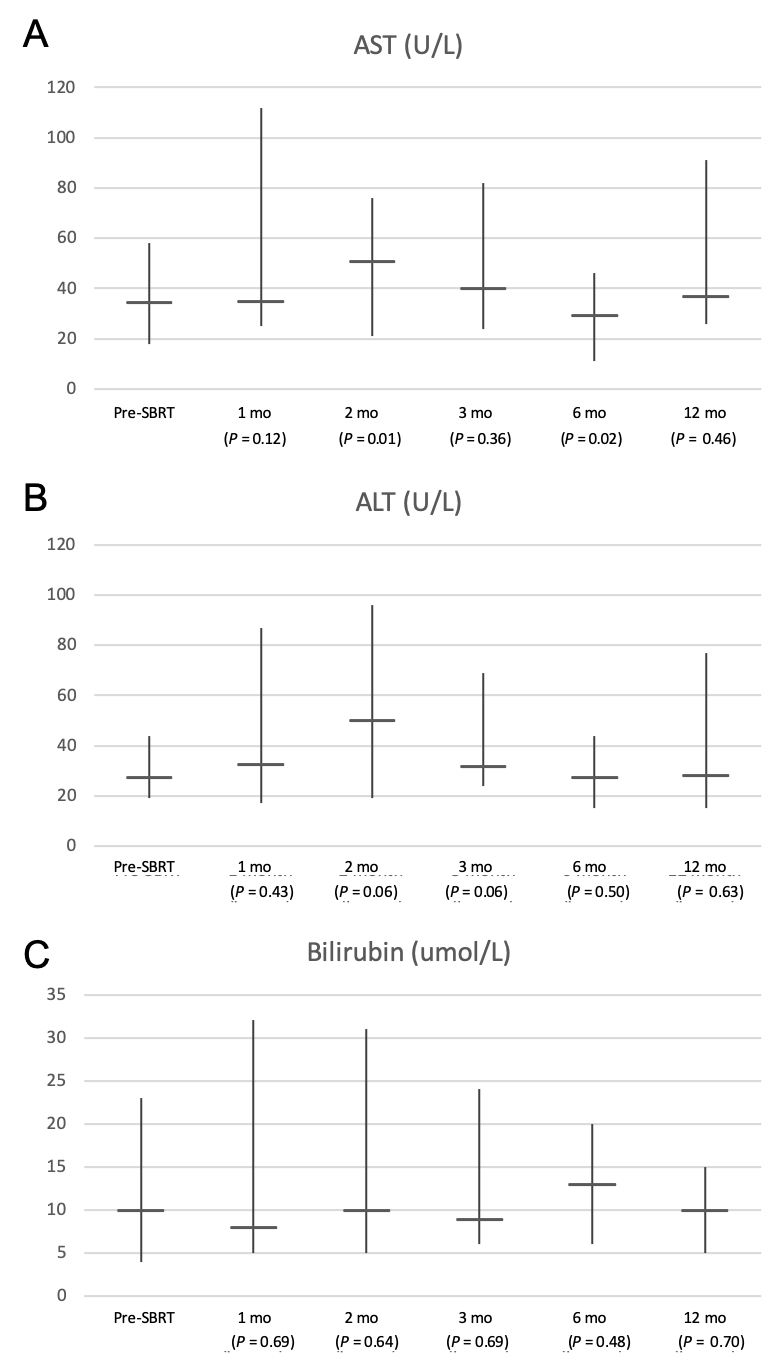 A
AST (U/L)
120
100
80
60
40
20
0
Pre-SBRT 1 mo 2 mo 3 mo 6 mo 12 mo
(P = 0.12) (P = 0.01) (P = 0.36) (P = 0.02) (P = 0.46)
B
ALT (U/L)
120
100
80
60
40
20
0
Pre-SBRT 1 mo 2 mo 3 mo 6 mo 12 mo
(P = 0.43) (P = 0.06) (P = 0.06) (P = 0.50) (P = 0.63)
C
Bilirubin (umol/L)
35
30
25
20
15
10
5
0
Pre-SBRT 1 mo 2 mo 3 mo 6 mo 12 mo
(P = 0.69) (P = 0.64) (P = 0.69) (P = 0.48) (P = 0.70)